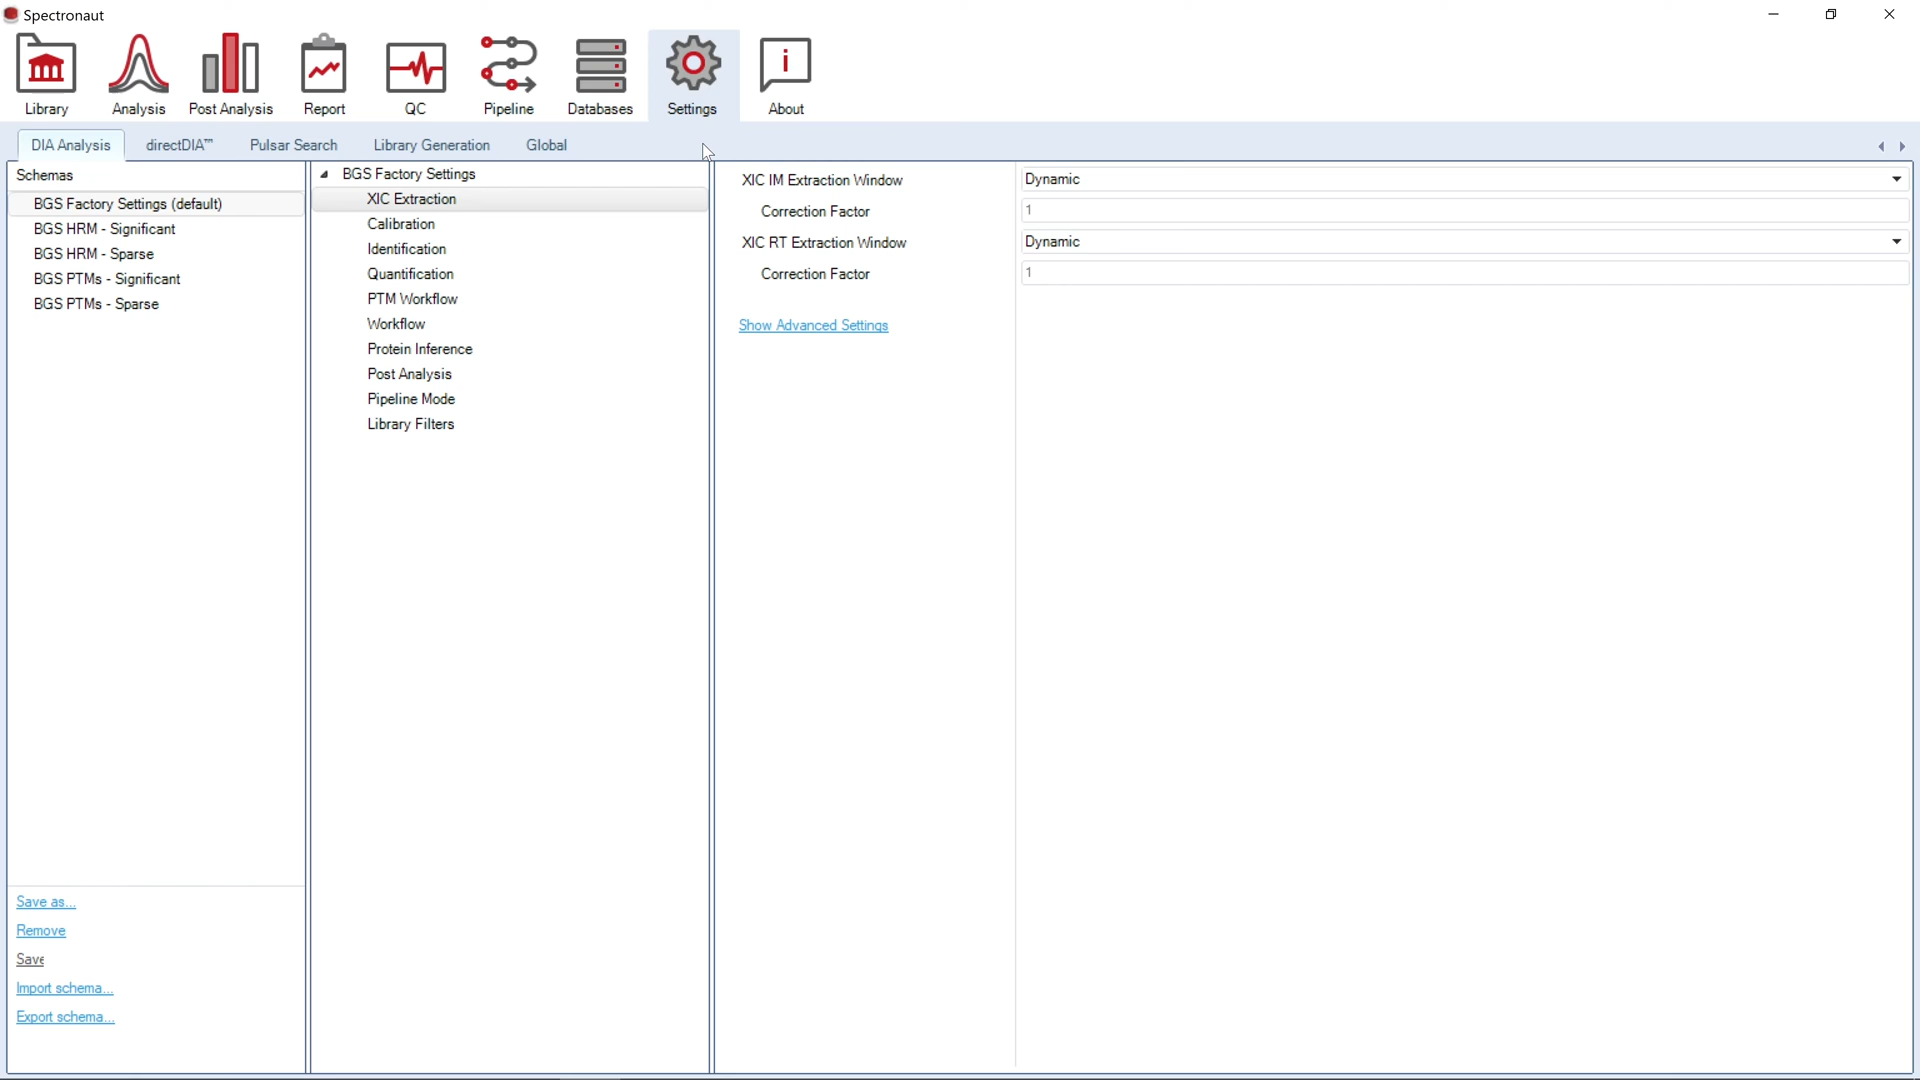 Spectronaut
Library
Analysis
Post Analysis
Report
QC
Pipeline
Databases
Settings
i
About
DIA Analysis
directDIA™
Pulsar Search
Library Generation
Global
Schemas
BGS Factory Settings (default)
BGS HRM - Significant
BGS HRM - Sparse
BGS PTMs - Significant
BGS PTMs - Sparse
Save as...
Remove
Save
Import schema...
Export schema...
BGS Factory Settings
XIC Extraction
Calibration
Identification
Quantification
PTM Workflow
Workflow
Protein Inference
Post Analysis
Pipeline Mode
Library Filters
XIC IM Extraction Window
Dynamic
Correction Factor
1
XIC RT Extraction Window
Dynamic
Correction Factor
1
Show Advanced Settings